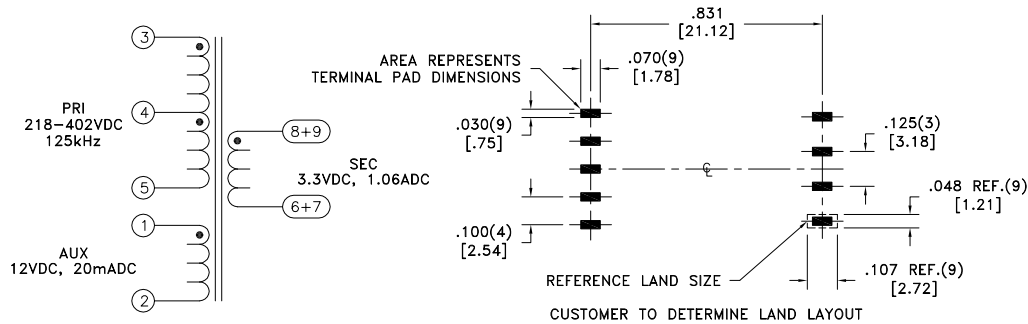 3
4
PRI
218-402VDC
125kHz
5
8+9
SEC
3.3VDC, 1.06ADC
6+7
1
AUX
12VDC, 20mADC
2
.831
[21.12]
AREA REPRESENTS
TERMINAL PAD DIMENSIONS
.070(9)
[1.78]
.030(9)
[.75]
.125(3)
[3.18]
℄
.048 REF.(9)
[1.21]
.100(4)
[2.54]
REFERENCE LAND SIZE
.107 REF.(9)
[2.72]
CUSTOMER TO DETERMINE LAND LAYOUT